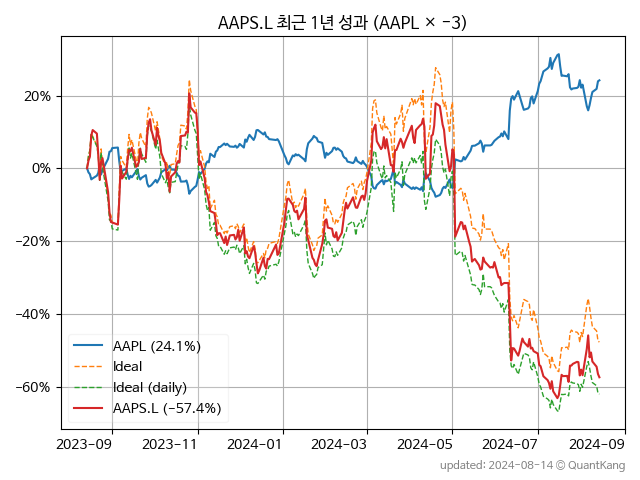 AAPS.L 최근 1년 성과 (AAPL × −3)
20%
0%
−20%
−40%
−60%
AAPL (24.1%)
Ideal
Ideal (daily)
AAPS.L (−57.4%)
2023−09
2023−11
2024−01
2024−03
2024−05
2024−07
2024−09
updated: 2024−08−14 © QuantKang